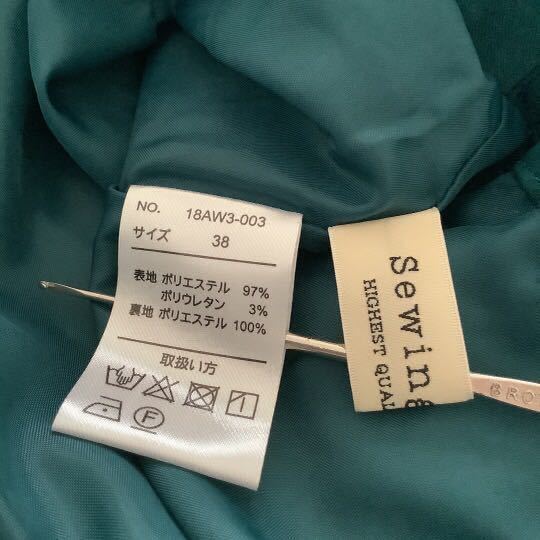 NO. 18AW3-003
サイズ 38
表地 ポリエステル 97%
ポリウレタン 3%
裏地 ポリエステル 100%
取扱い方
F
Sewing
HIGHEST QUAL
BRO